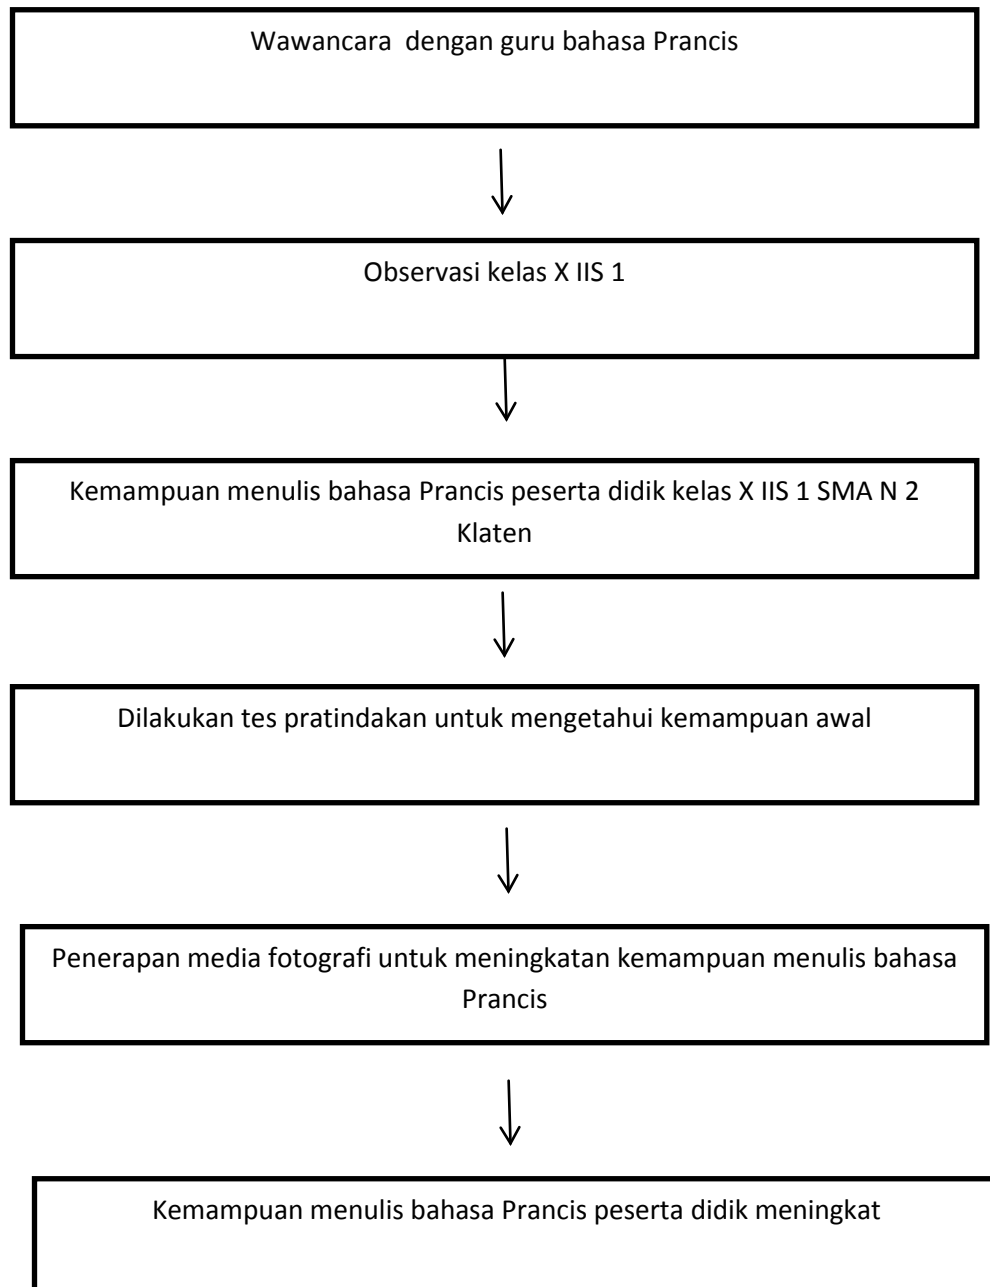 Wawancara  dengan guru bahasa Prancis
Observasi kelas X IIS 1
Kemampuan menulis bahasa Prancis peserta didik kelas X IIS 1 SMA N 2
Klaten
Dilakukan tes pratindakan untuk mengetahui kemampuan awal
Penerapan media fotografi untuk meningkatan kemampuan menulis bahasa
Prancis
Kemampuan menulis bahasa Prancis peserta didik meningkat